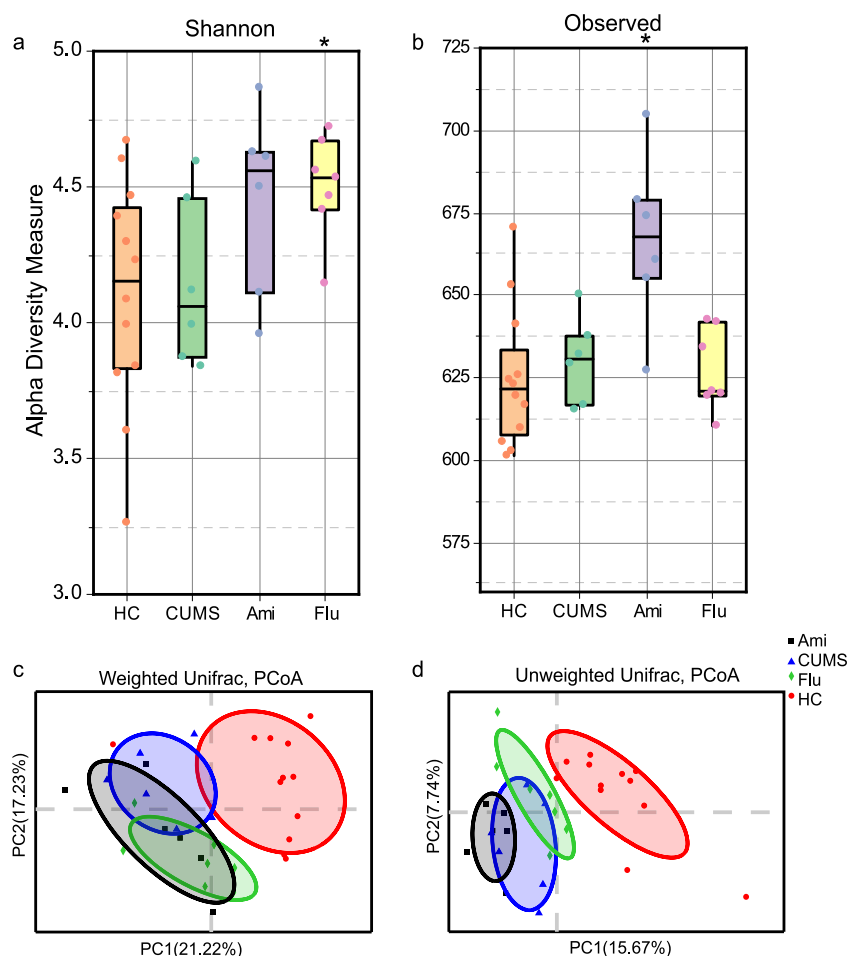 a
Shannon
*
Alpha Diversity Measure
5.0
4.5
4.0
3.5
3.0
HC
CUMS
Ami
Flu
b
Observed
*
725
700
675
650
625
600
575
HC
CUMS
Ami
Flu
c
Weighted Unifrac, PCoA
PC2(17.23%)
PC1(21.22%)
d
Unweighted Unifrac, PCoA
PC2(7.74%)
PC1(15.67%)
Ami
CUMS
Flu
HC